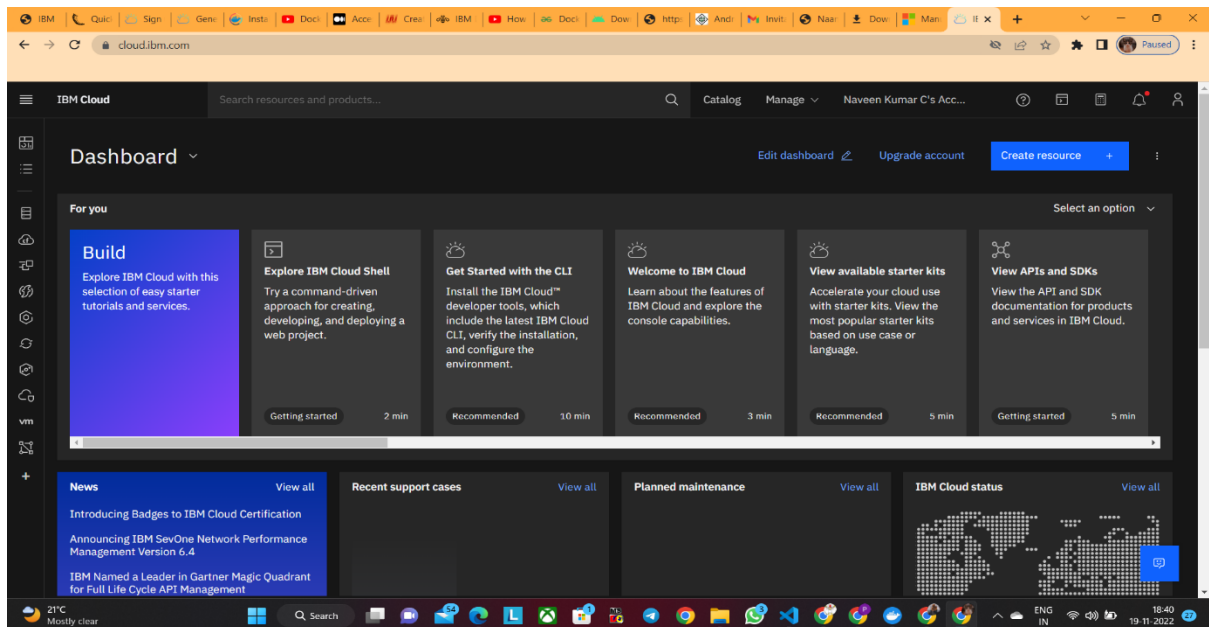 IBM
Quic
Sign
Gene
Insta
Dock
Acce
Crea
IBM
How
Dock
Dow
https
Andr
Invit
Naar
Dow
Man
cloud.ibm.com
Paused
IBM Cloud
Search resources and products...
Catalog
Manage
Naveen Kumar C's Acc...
Dashboard
Edit dashboard
Upgrade account
Create resource +
For you
Select an option
Build
Explore IBM Cloud with this
selection of easy starter
tutorials and services.
Explore IBM Cloud Shell
Try a command-driven
approach for creating,
developing, and deploying a
web project.
Getting started
2 min
Get Started with the CLI
Install the IBM Cloud™
developer tools, which
include the latest IBM Cloud
CLI, verify the installation,
and configure the
environment.
Recommended
10 min
Welcome to IBM Cloud
Learn about the features of
IBM Cloud and explore the
console capabilities.
Recommended
3 min
View available starter kits
Accelerate your cloud use
with starter kits. View the
most popular starter kits
based on use case or
language.
Recommended
5 min
View APIs and SDKs
View the API and SDK
documentation for products
and services in IBM Cloud.
Getting started
5 min
vm
News
View all
Introducing Badges to IBM Cloud Certification
Announcing IBM SevOne Network Performance
Management Version 6.4
IBM Named a Leader in Gartner Magic Quadrant
for Full Life Cycle API Management
Recent support cases
View all
Planned maintenance
View all
IBM Cloud status
View all
21°C
Mostly clear
Search
54
ENG
IN
18:40
19-11-2022
27